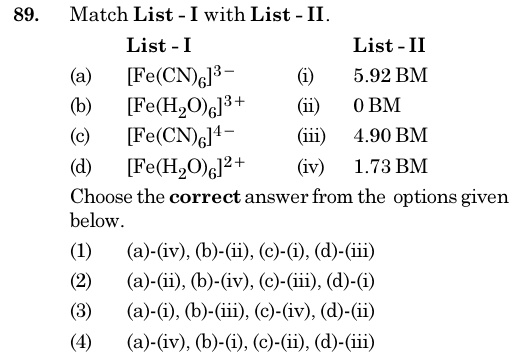 89. Match List - I with List - II.
List - I List - II
(a) [Fe(CN)₆]³⁻ (i) 5.92 BM
(b) [Fe(H₂O)₆]³⁺ (ii) 0 BM
(c) [Fe(CN)₆]⁴⁻ (iii) 4.90 BM
(d) [Fe(H₂O)₆]²⁺ (iv) 1.73 BM
Choose the correct answer from the options given
below.
(1) (a)-(iv), (b)-(ii), (c)-(i), (d)-(iii)
(2) (a)-(ii), (b)-(iv), (c)-(iii), (d)-(i)
(3) (a)-(i), (b)-(iii), (c)-(iv), (d)-(ii)
(4) (a)-(iv), (b)-(i), (c)-(ii), (d)-(iii)